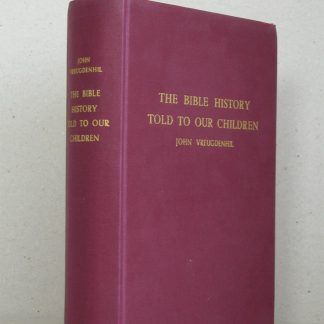 JOHN
VREUGDENHIL
THE BIBLE
HISTORY
TOLD TO OUR
CHILDREN
THE BIBLE HISTORY
TOLD TO OUR CHILDREN
JOHN VREUGDENHIL